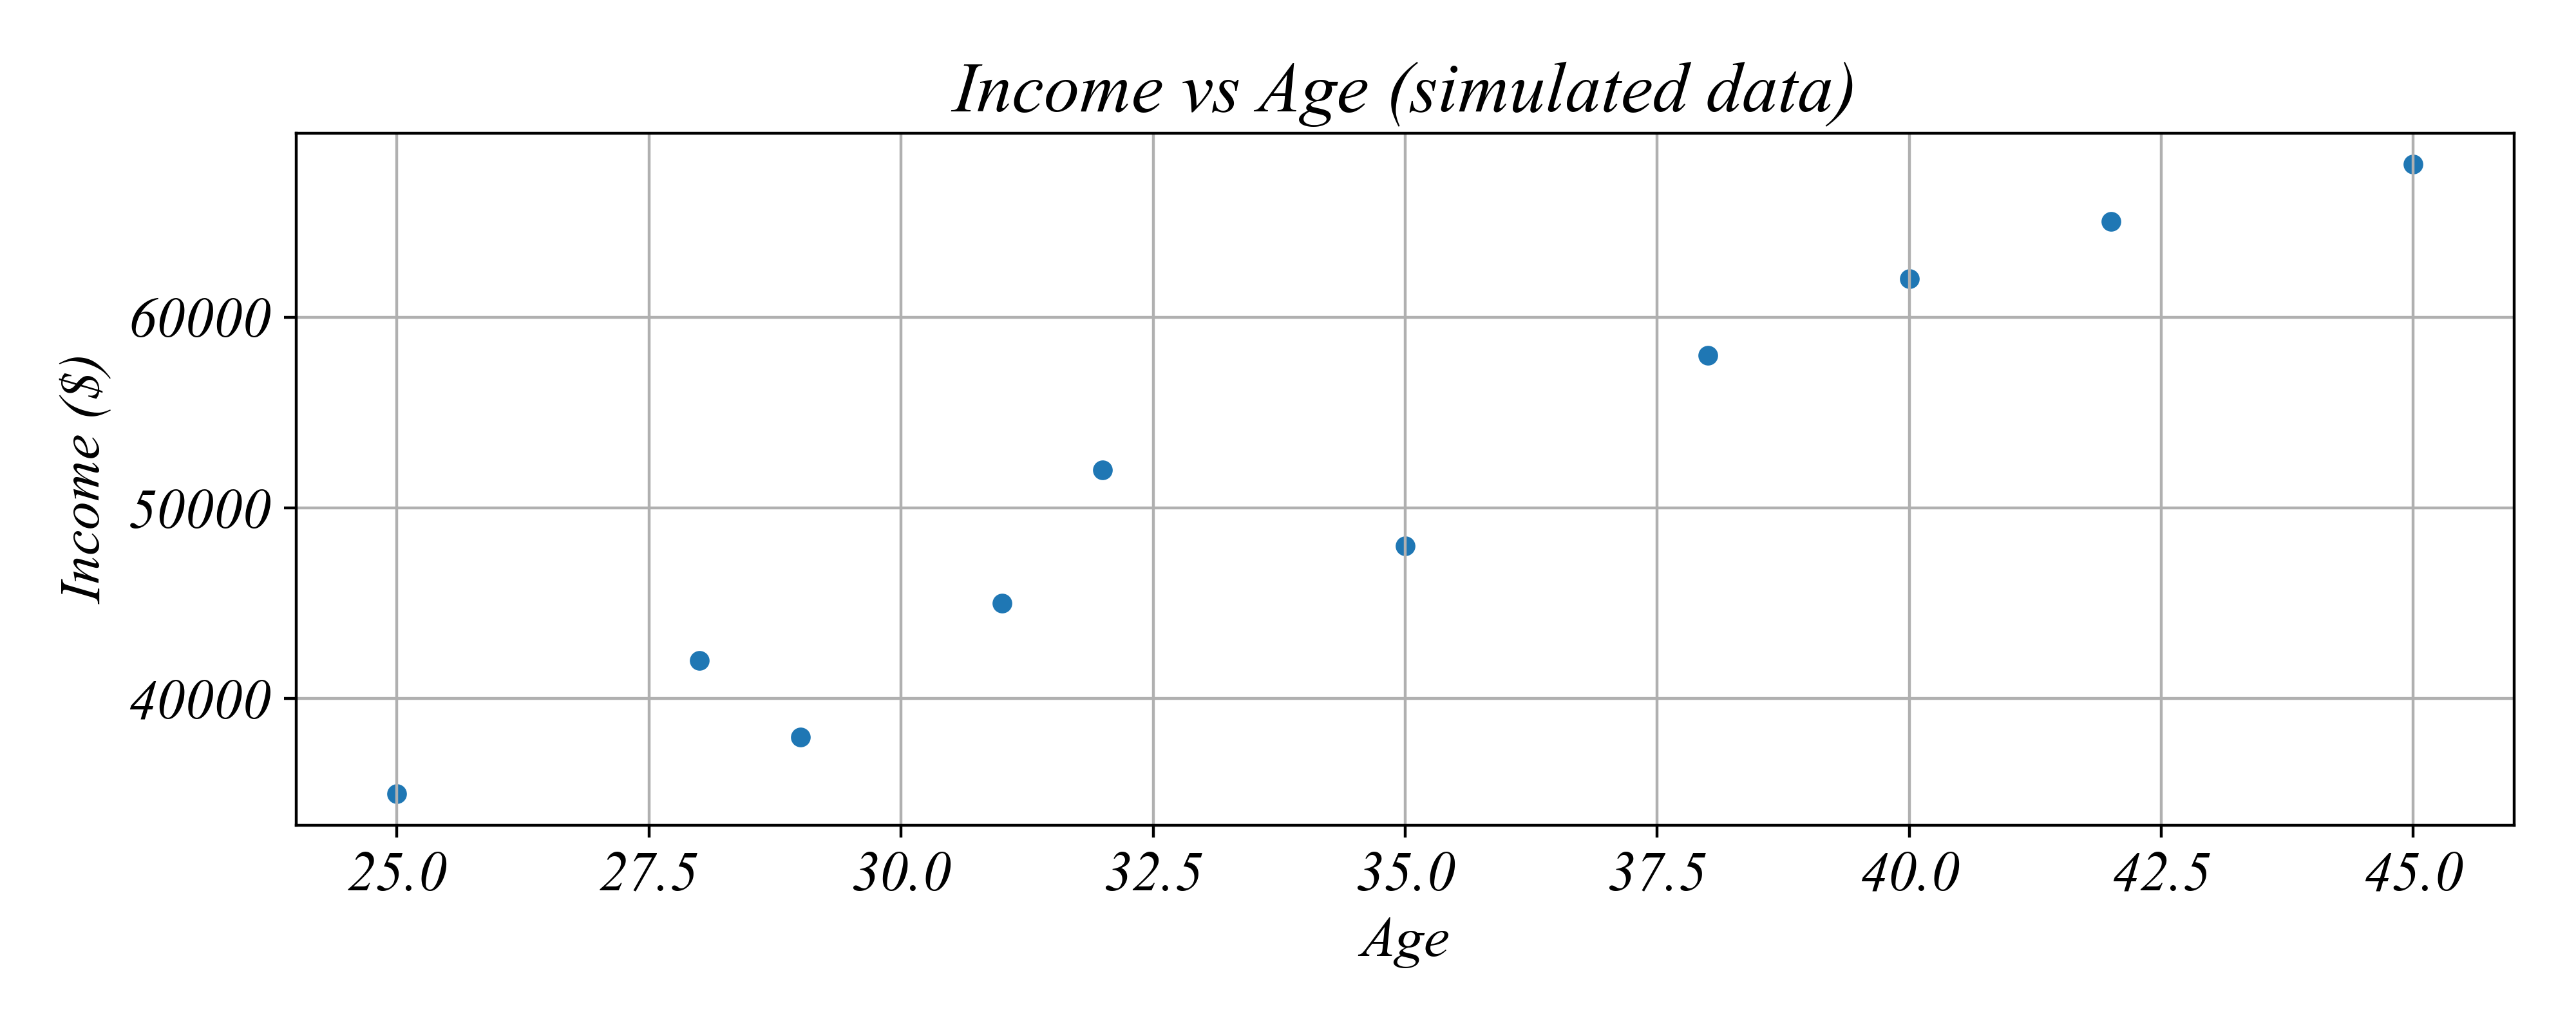 Income vs Age (simulated data)
Income ($)
60000
50000
40000
25.0 27.5 30.0 32.5 35.0 37.5 40.0 42.5 45.0
Age